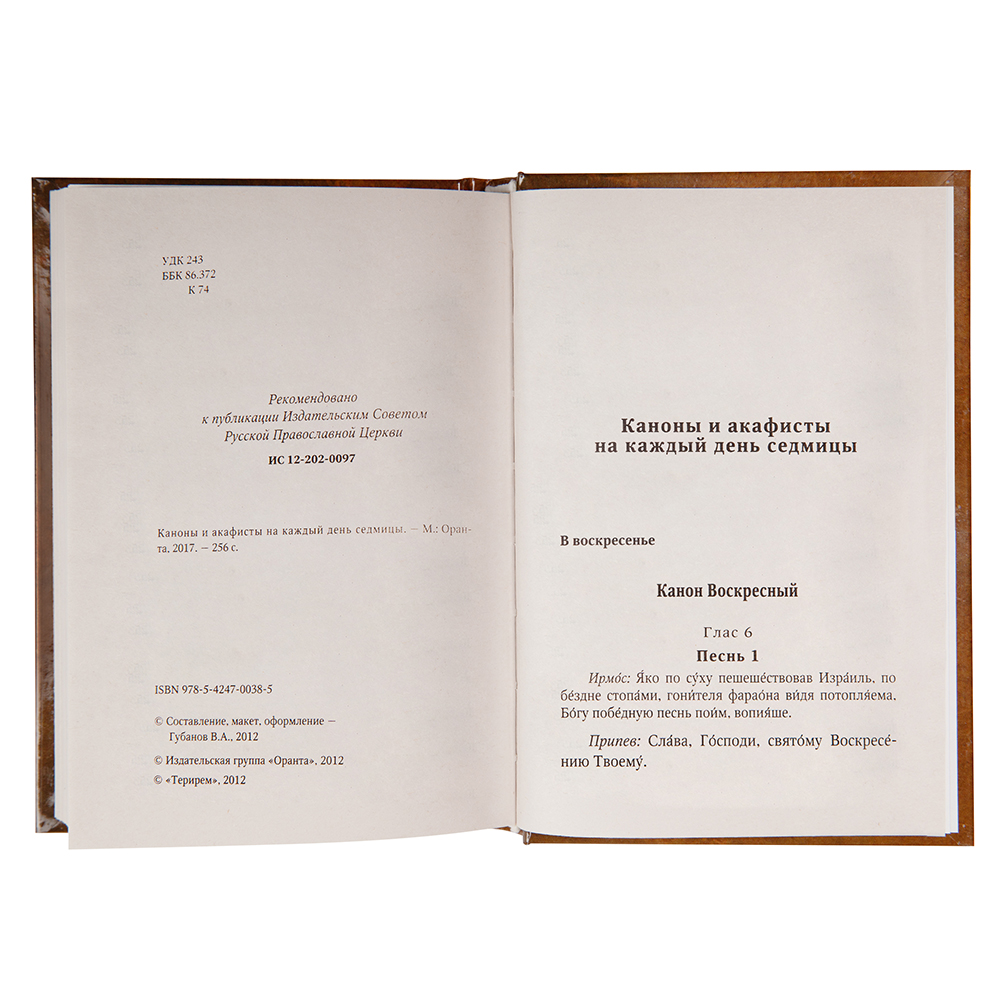 УДК 243
ББК 86.372
К 74
Рекомендовано
к публикации Издательским Советом
Русской Православной Церкви
ИС 12-202-0097
Каноны и акафисты на каждый день седмицы. — М.: Оран-
та, 2017. — 256 с.
ISBN 978-5-4247-0038-5
© Составление, макет, оформление —
Губанов В.А., 2012
© Издательская группа «Оранта», 2012
© «Терирем», 2012
Каноны и акафисты
на каждый день седмицы
В воскресенье
Канон Воскресный
Глас 6
Песнь 1
Ирмо́с: Я́ко по су́ху пешеше́ствовав Изра́иль, по
бе́здне стопа́ми, гони́теля фарао́на ви́дя потопля́ема,
Бо́гу побе́дную песнь пои́м, вопия́ше.
Припев: Сла́ва, Го́споди, свято́му Воскресе́-
нию Твоему́.